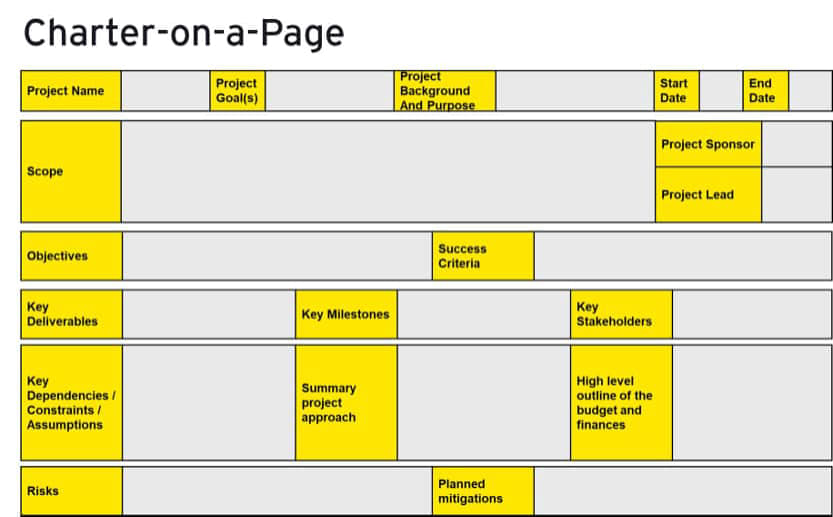 Charter-on-a-Page
Project Name
Project
Goal(s)
Project
Background
And Purpose
Start
Date
End
Date
Scope
Project Sponsor
Project Lead
Objectives
Success
Criteria
Key
Deliverables
Key Milestones
Key
Stakeholders
Key
Dependencies /
Constraints /
Assumptions
Summary
project
approach
High level
outline of the
budget and
finances
Risks
Planned
mitigations